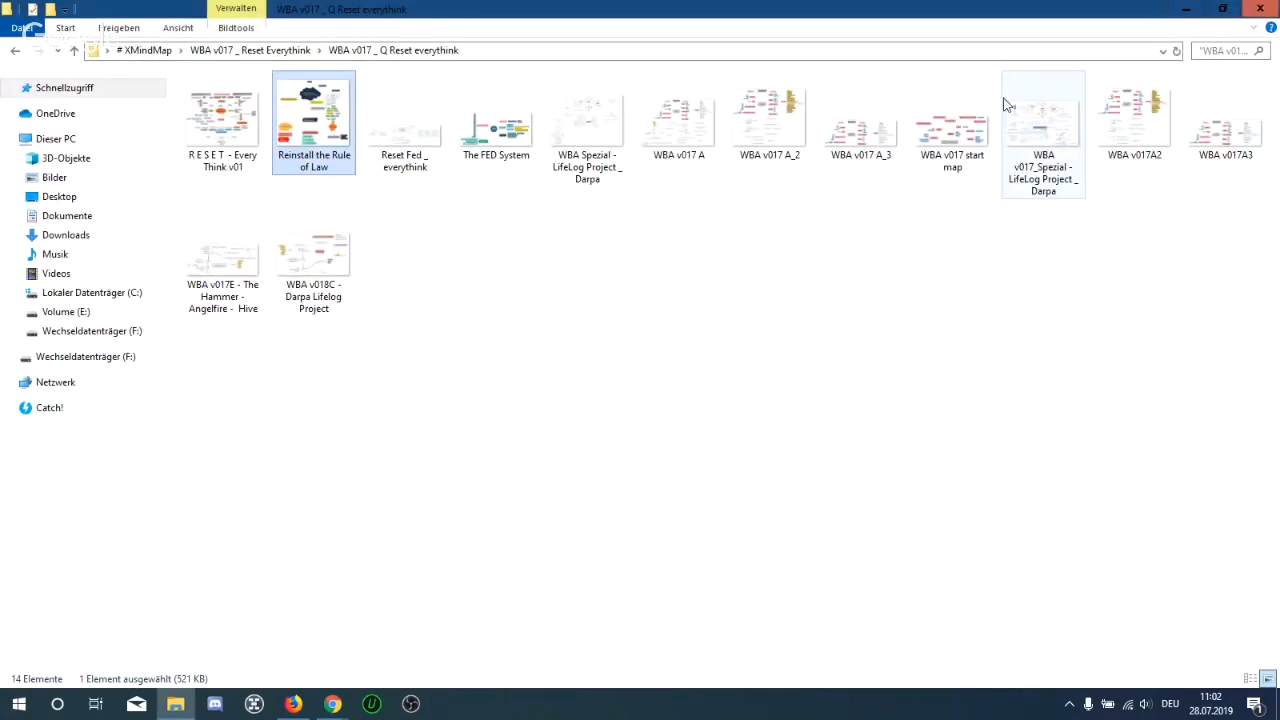 Verwalten
WBA v017 _ Q Reset everythink
Datei
Start
Freigeben
Ansicht
Bildtools
# XMindMap
WBA v017 _ Reset Everythink
WBA v017 _ Q Reset everythink
"WBA v01...
Schnellzugriff
OneDrive
Dieser PC
3D-Objekte
Bilder
Desktop
Dokumente
Downloads
Musik
Videos
Lokaler Datenträger (C:)
Volume (E:)
Wechseldatenträger (F:)
Wechseldatenträger (F:)
Netzwerk
Catch!
R E S E T - Every
Think v01
Reinstall the Rule
of Law
Reset Fed _
everythink
The FED System
WBA Spezial -
LifeLog Project _
Darpa
WBA v017 A
WBA v017 A_2
WBA v017 A_3
WBA v017 start
map
WBA
v017_Spezial -
LifeLog Project _
Darpa
WBA v017A2
WBA v017A3
WBA v017E - The
Hammer -
Angelfire - Hive
WBA v018C -
Darpa Lifelog
Project
14 Elemente
1 Element ausgewählt (521 KB)
DEU
11:02
28.07.2019